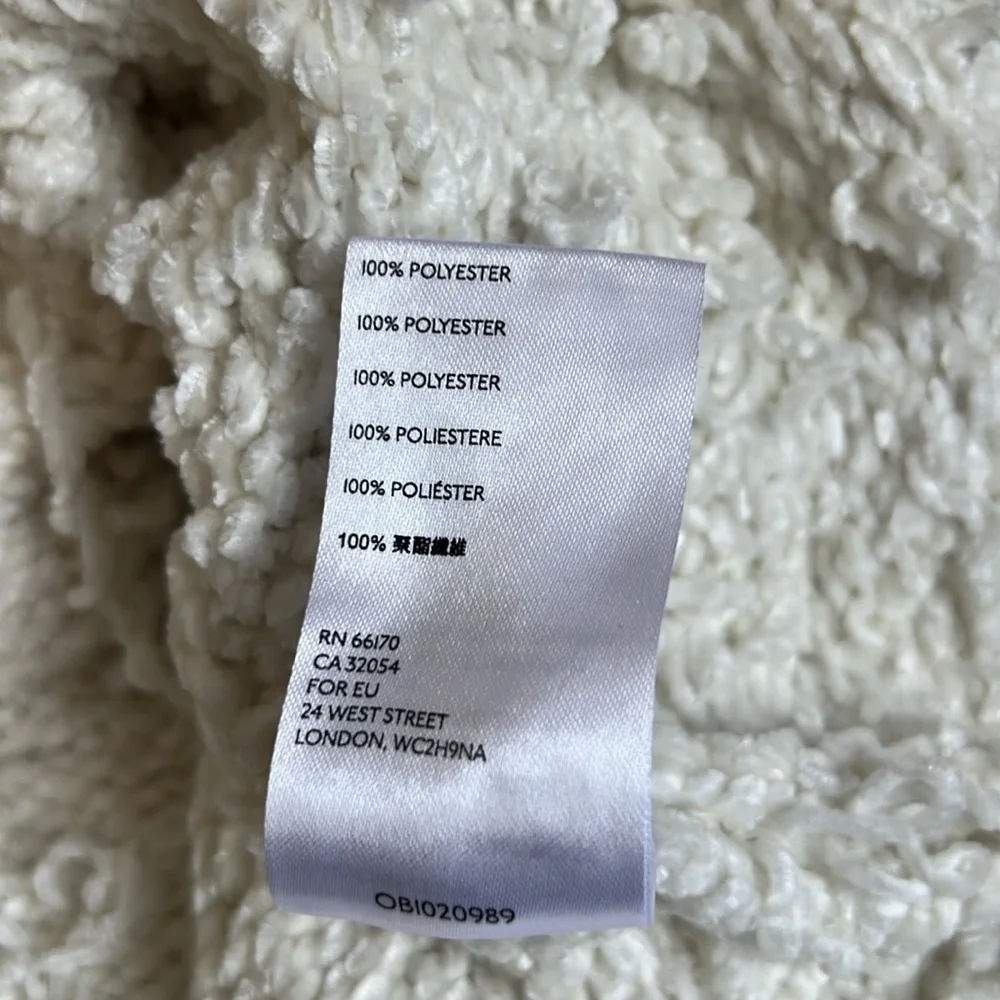 100% POLYESTER
100% POLYESTER
100% POLYESTER
100% POLIESTERE
100% POLIÉSTER
100% 聚酯纖維
RN 66170
CA 32054
FOR EU
24 WEST STREET
LONDON, WC2H9NA
OB1020989